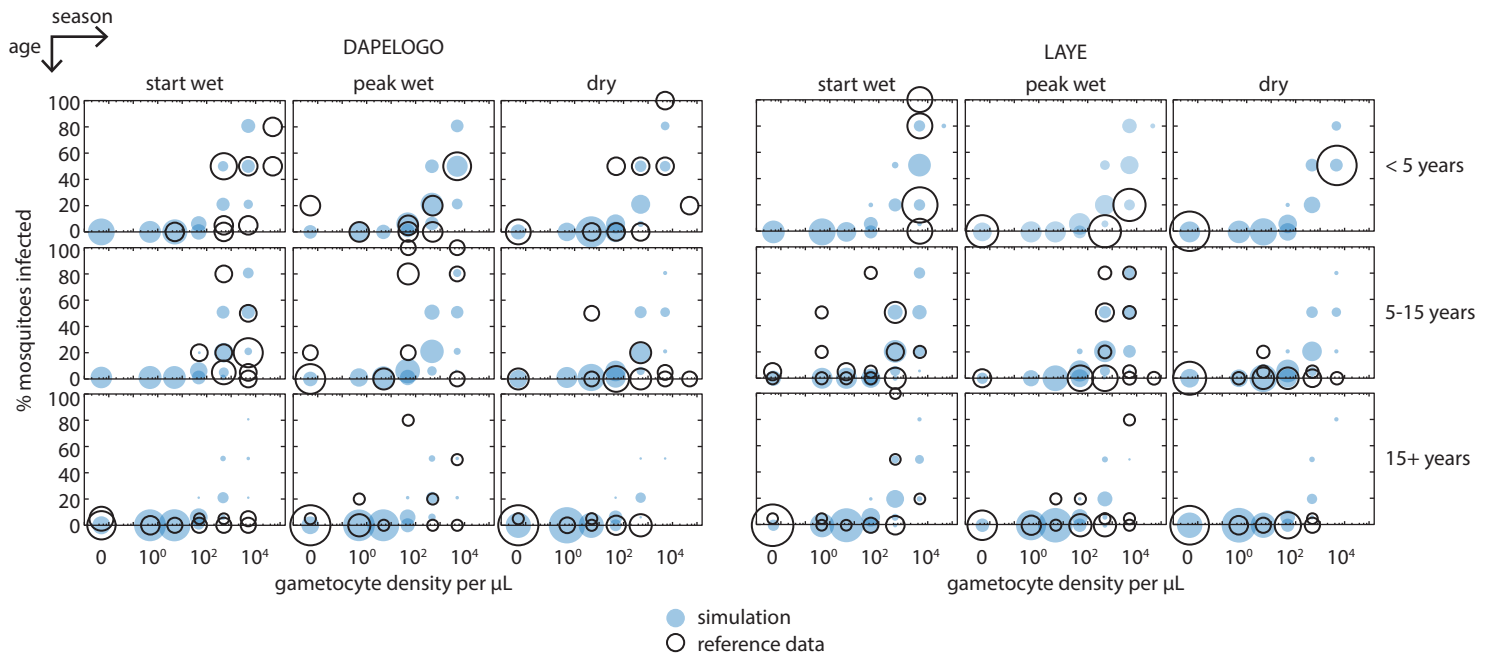 season
age
DAPELOGO
LAYE
start wet peak wet dry start wet peak wet dry
100
80
60
40
20
0
< 5 years
100
80
60
40
20
0
5-15 years
100
80
60
40
20
0
15+ years
% mosquitoes infected
0 10⁰ 10² 10⁴ 0 10⁰ 10² 10⁴ 0 10⁰ 10² 10⁴ 0 10⁰ 10² 10⁴ 0 10⁰ 10² 10⁴ 0 10⁰ 10² 10⁴
gametocyte density per µL gametocyte density per µL
simulation
reference data